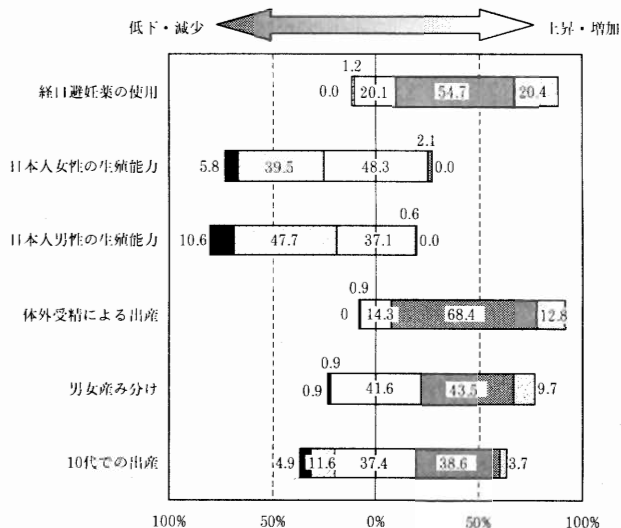 低下・減少 上昇・増加
1.2
経口避妊薬の使用 0.0 20.1 54.7 20.4
2.1
日本人女性の生殖能力 5.8 39.5 48.3 0.0
0.6
日本人男性の生殖能力 10.6 47.7 37.1 0.0
0.9
体外受精による出産 0 14.3 68.4 12.8
0.9
男女産み分け 0.9 41.6 43.5 9.7
10代での出産 4.9 11.6 37.4 38.6 3.7
100% 50% 0% 50% 100%